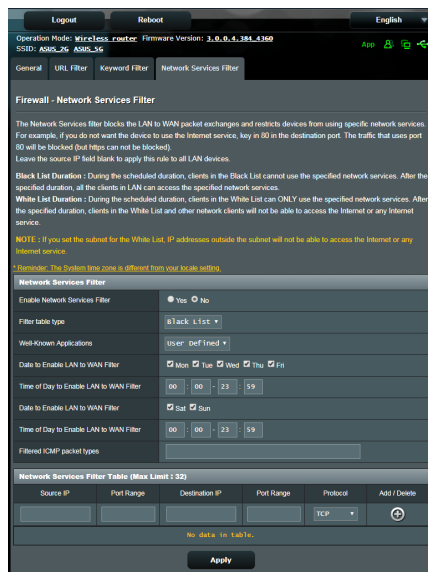 Logout Reboot English
Operation Mode: Wireless router Firmware Version: 3.0.0.4.384_4360
SSID: ASUS_2G ASUS_5G
App
General URL Filter Keyword Filter Network Services Filter
Firewall - Network Services Filter
The Network Services filter blocks the LAN to WAN packet exchanges and restricts devices from using specific network services.
For example, if you do not want the device to use the Internet service, key in 80 in the destination port. The traffic that uses port
80 will be blocked (but https can not be blocked).
Leave the source IP field blank to apply this rule to all LAN devices.
Black List Duration : During the scheduled duration, clients in the Black List cannot use the specified network services. After the
specified duration, all the clients in LAN can access the specified network services.
White List Duration : During the scheduled duration, clients in the White List can ONLY use the specified network services. After
the specified duration, clients in the White List and other network clients will not be able to access the Internet or any Internet
service.
NOTE : If you set the subnet for the White List, IP addresses outside the subnet will not be able to access the Internet or any
Internet service.
* Reminder: The System time zone is different from your locale setting.
Network Services Filter
Enable Network Services Filter Yes No
Filter table type Black List
Well-Known Applications User Defined
Date to Enable LAN to WAN Filter Mon Tue Wed Thu Fri
Time of Day to Enable LAN to WAN Filter 00 : 00 - 23 : 59
Date to Enable LAN to WAN Filter Sat Sun
Time of Day to Enable LAN to WAN Filter 00 : 00 - 23 : 59
Filtered ICMP packet types
Network Services Filter Table (Max Limit : 32)
Source IP Port Range Destination IP Port Range Protocol Add / Delete
TCP
No data in table.
Apply